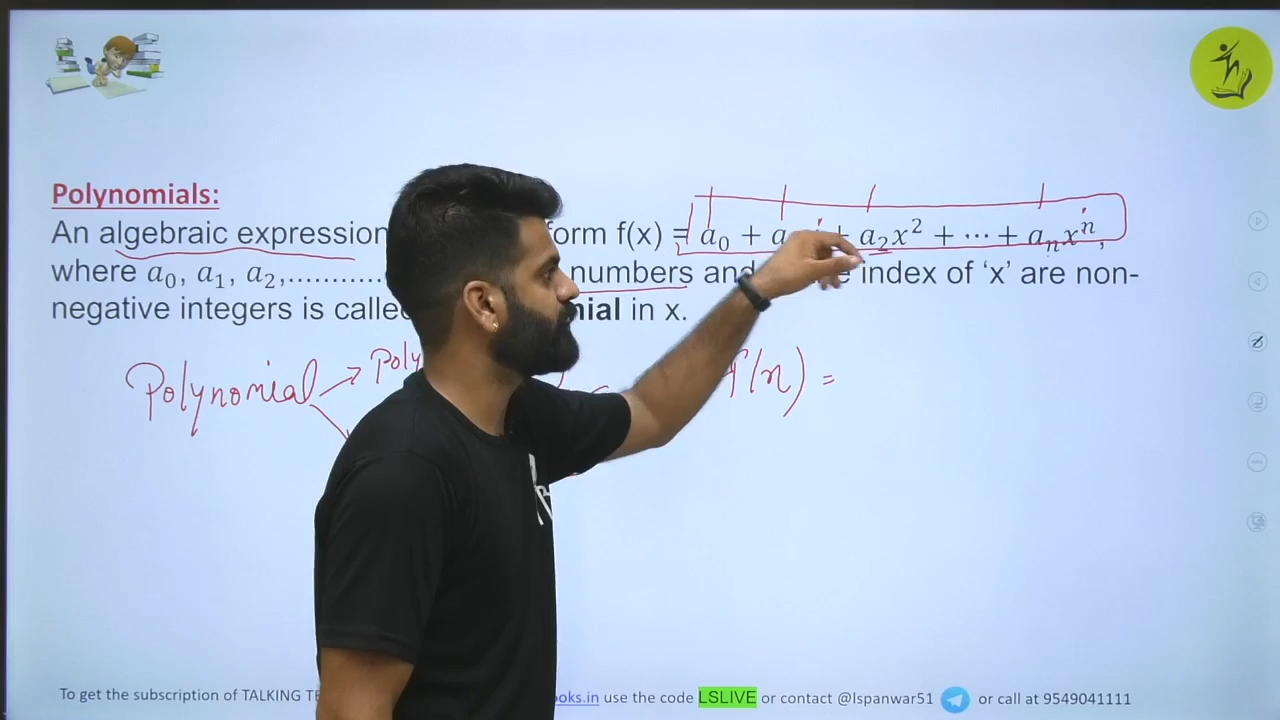 Polynomials:
An algebraic expression form f(x) = a₀ + a + a₂x² + ⋯ + aₙxⁿ,
where a₀, a₁, a₂,............ numbers and index of ‘x’ are non-
negative integers is called in x.
Polynomial → Poly f(x) =
To get the subscription of TALKING use the code LSLIVE or contact @lspanwar51 or call at 9549041111